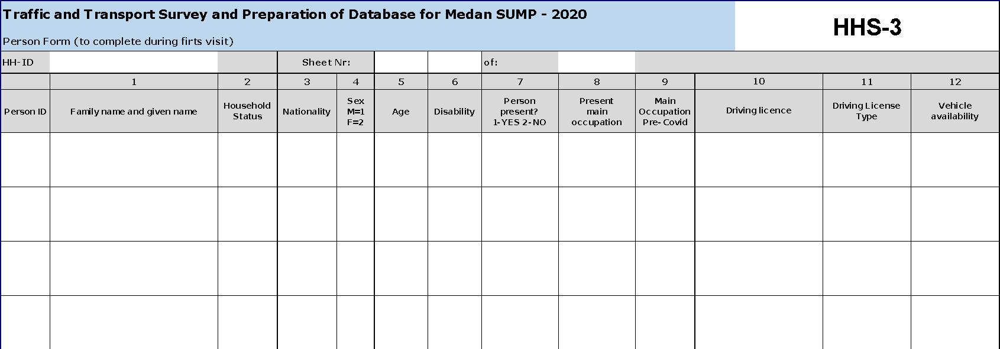 Traffic and Transport Survey and Preparation of Database for Medan SUMP - 2020
HHS-3
Person Form (to complete during firts visit)
HH-ID Sheet Nr: of:
1 2 3 4 5 6 7 8 9 10 11 12
Person ID
Family name and given name
Household
Status
Nationality
Sex
M=1
F=2
Age
Disability
Person
present?
1-YES 2-NO
Present
main
occupation
Main
Occupation
Pre-Covid
Driving licence
Driving License
Type
Vehicle
availability